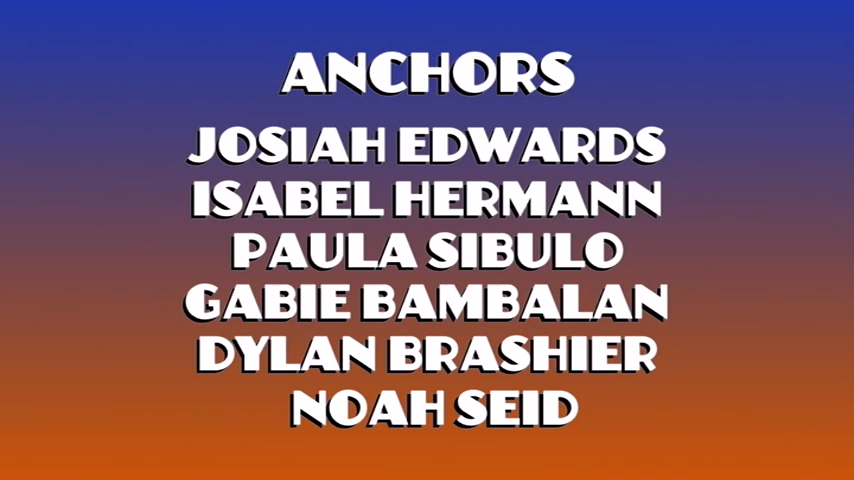 ANCHORS
JOSIAH EDWARDS
ISABEL HERMANN
PAULA SIBULO
GABIE BAMBALAN
DYLAN BRASHIER
NOAH SEID